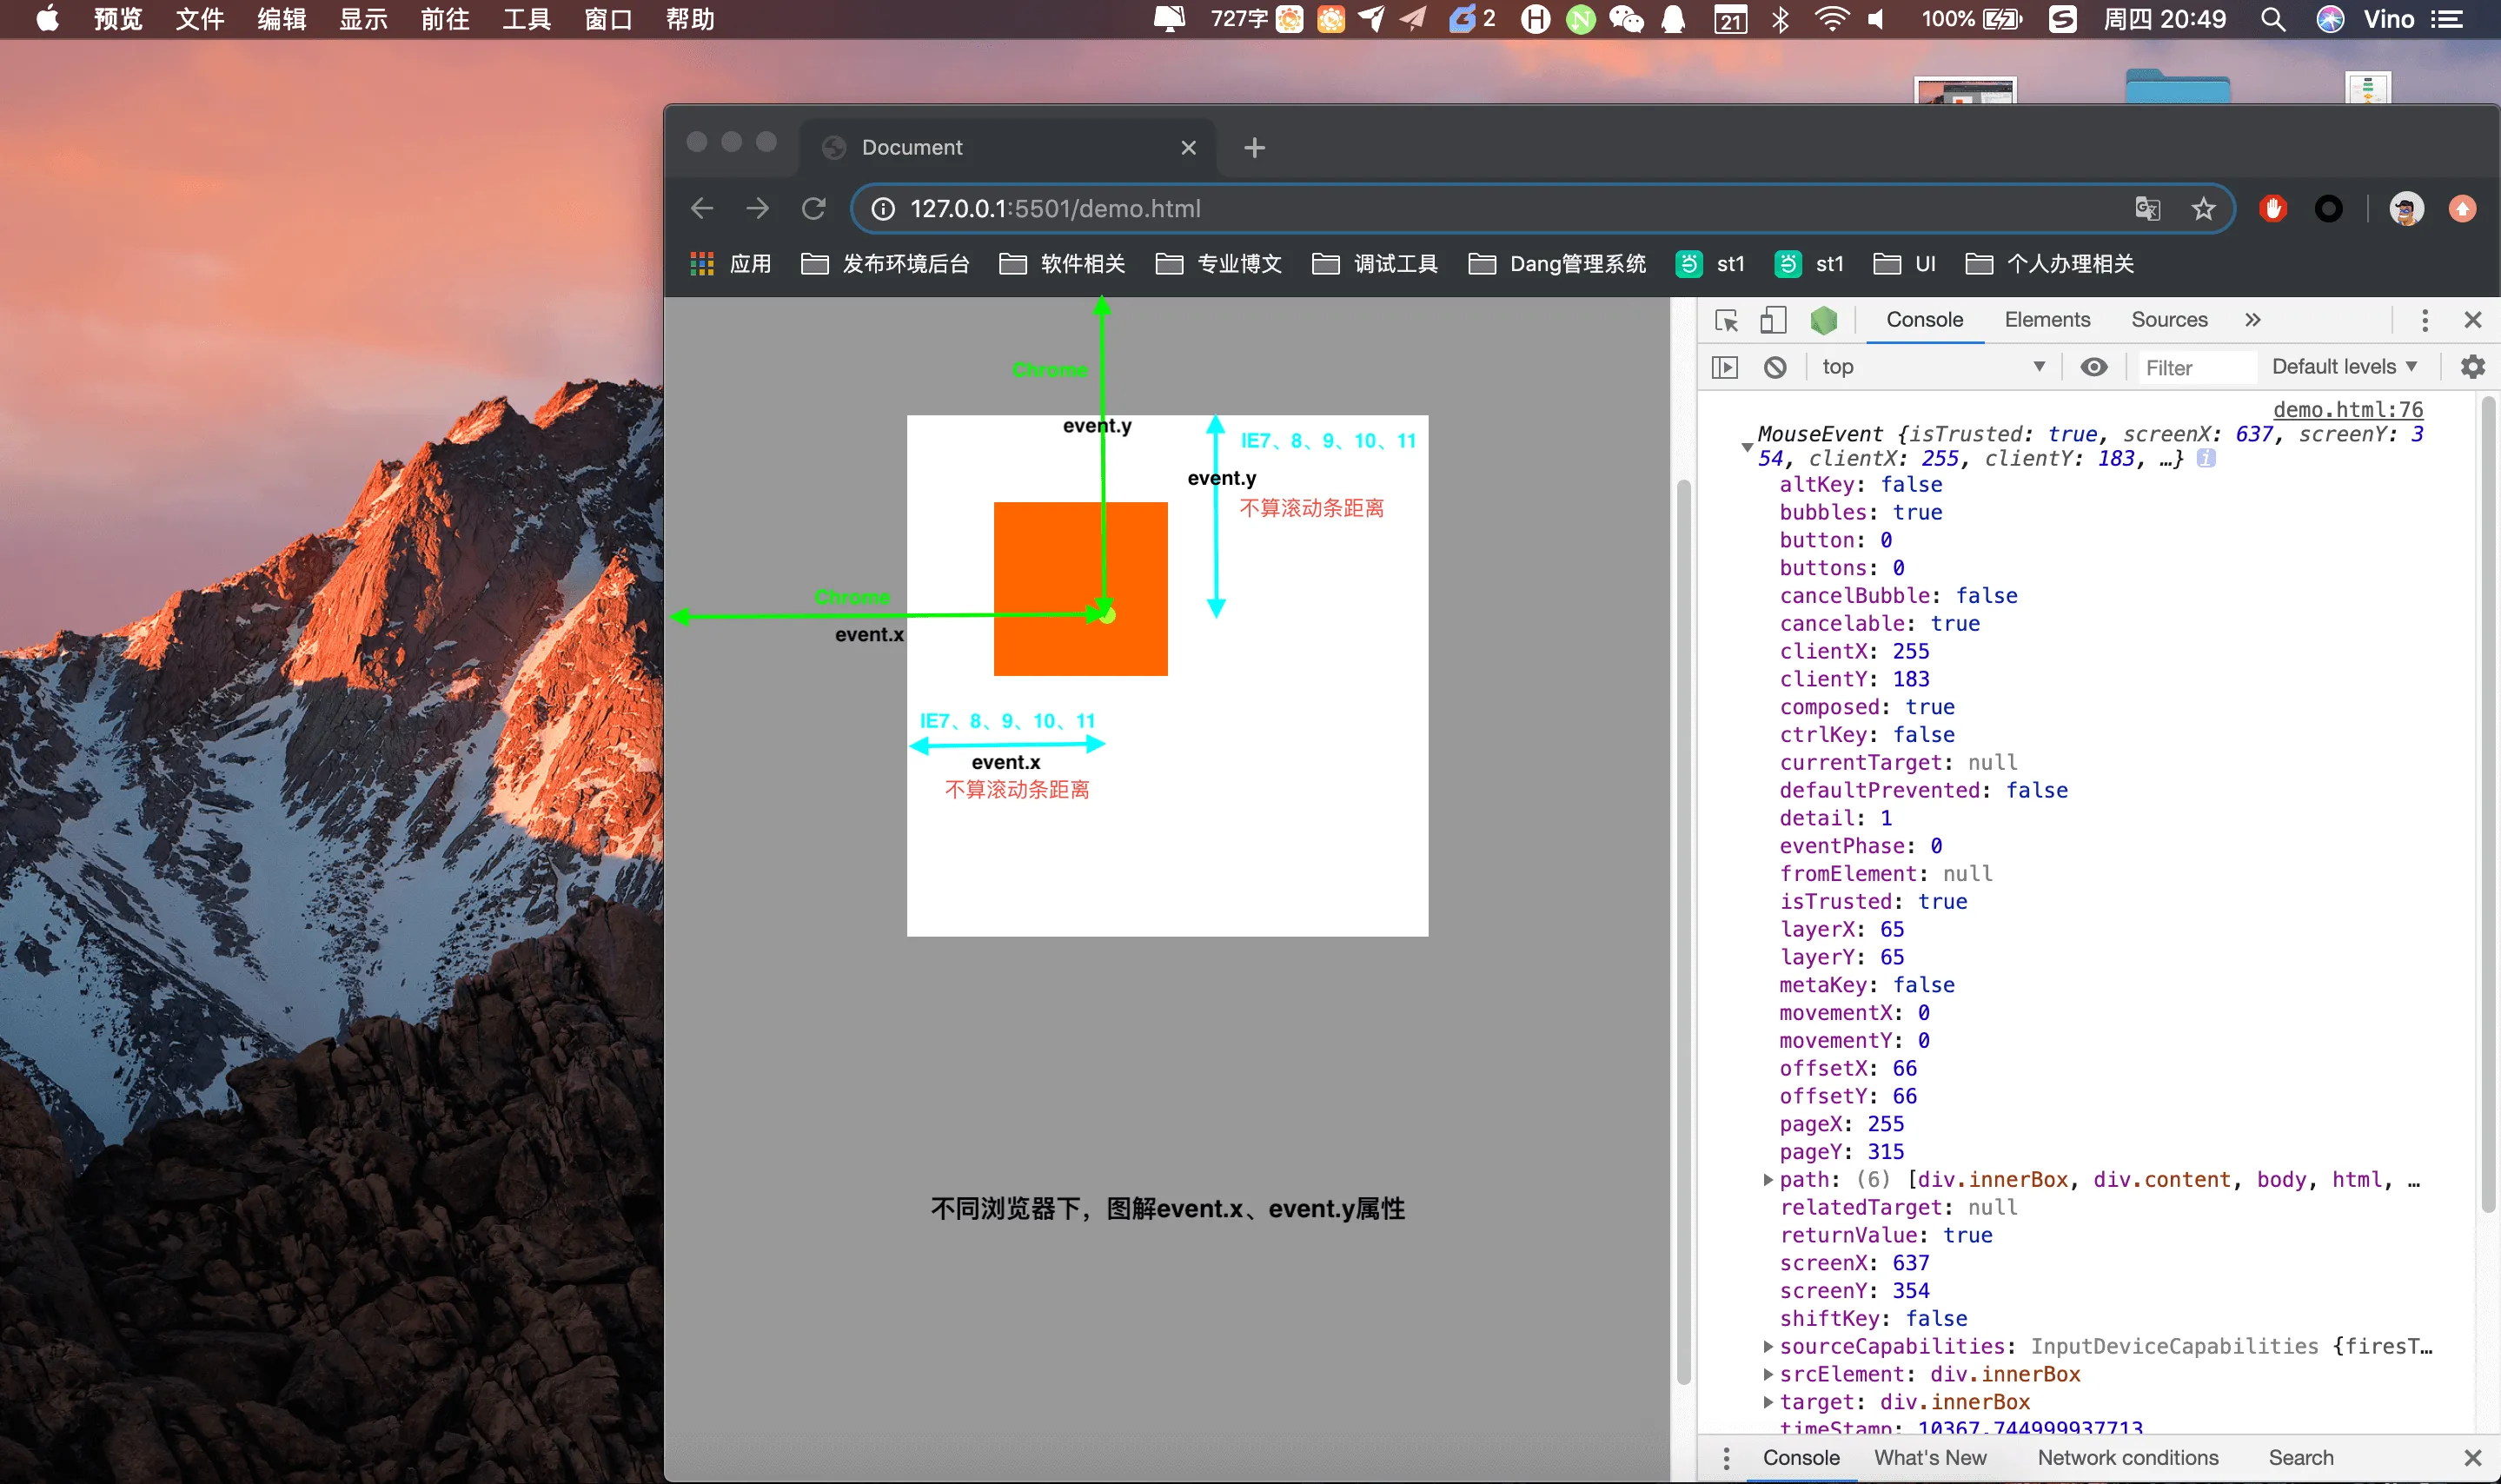 预览 文件 编辑 显示 前往 工具 窗口 帮助 727字 2 21 100% 周四 20:49 Vino
Document
127.0.0.1:5501/demo.html
应用 发布环境后台 软件相关 专业博文 调试工具 Dang管理系统 st1 st1 UI 个人办理相关
Chrome
event.y
IE7、8、9、10、11
event.y
不算滚动条距离
Chrome
event.x
IE7、8、9、10、11
event.x
不算滚动条距离
不同浏览器下，图解event.x、event.y属性
Console Elements Sources
top Filter Default levels
demo.html:76
MouseEvent {isTrusted: true, screenX: 637, screenY: 3
54, clientX: 255, clientY: 183, …}
altKey: false
bubbles: true
button: 0
buttons: 0
cancelBubble: false
cancelable: true
clientX: 255
clientY: 183
composed: true
ctrlKey: false
currentTarget: null
defaultPrevented: false
detail: 1
eventPhase: 0
fromElement: null
isTrusted: true
layerX: 65
layerY: 65
metaKey: false
movementX: 0
movementY: 0
offsetX: 66
offsetY: 66
pageX: 255
pageY: 315
path: (6) [div.innerBox, div.content, body, html, …
relatedTarget: null
returnValue: true
screenX: 637
screenY: 354
shiftKey: false
sourceCapabilities: InputDeviceCapabilities {firesT…
srcElement: div.innerBox
target: div.innerBox
timeStamp: 10367.744999937713
Console What's New Network conditions Search